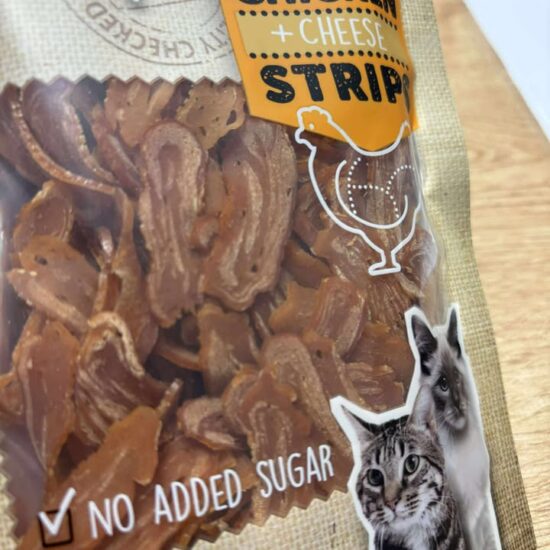 + CHEESE
STRIPS
NO ADDED SUGAR